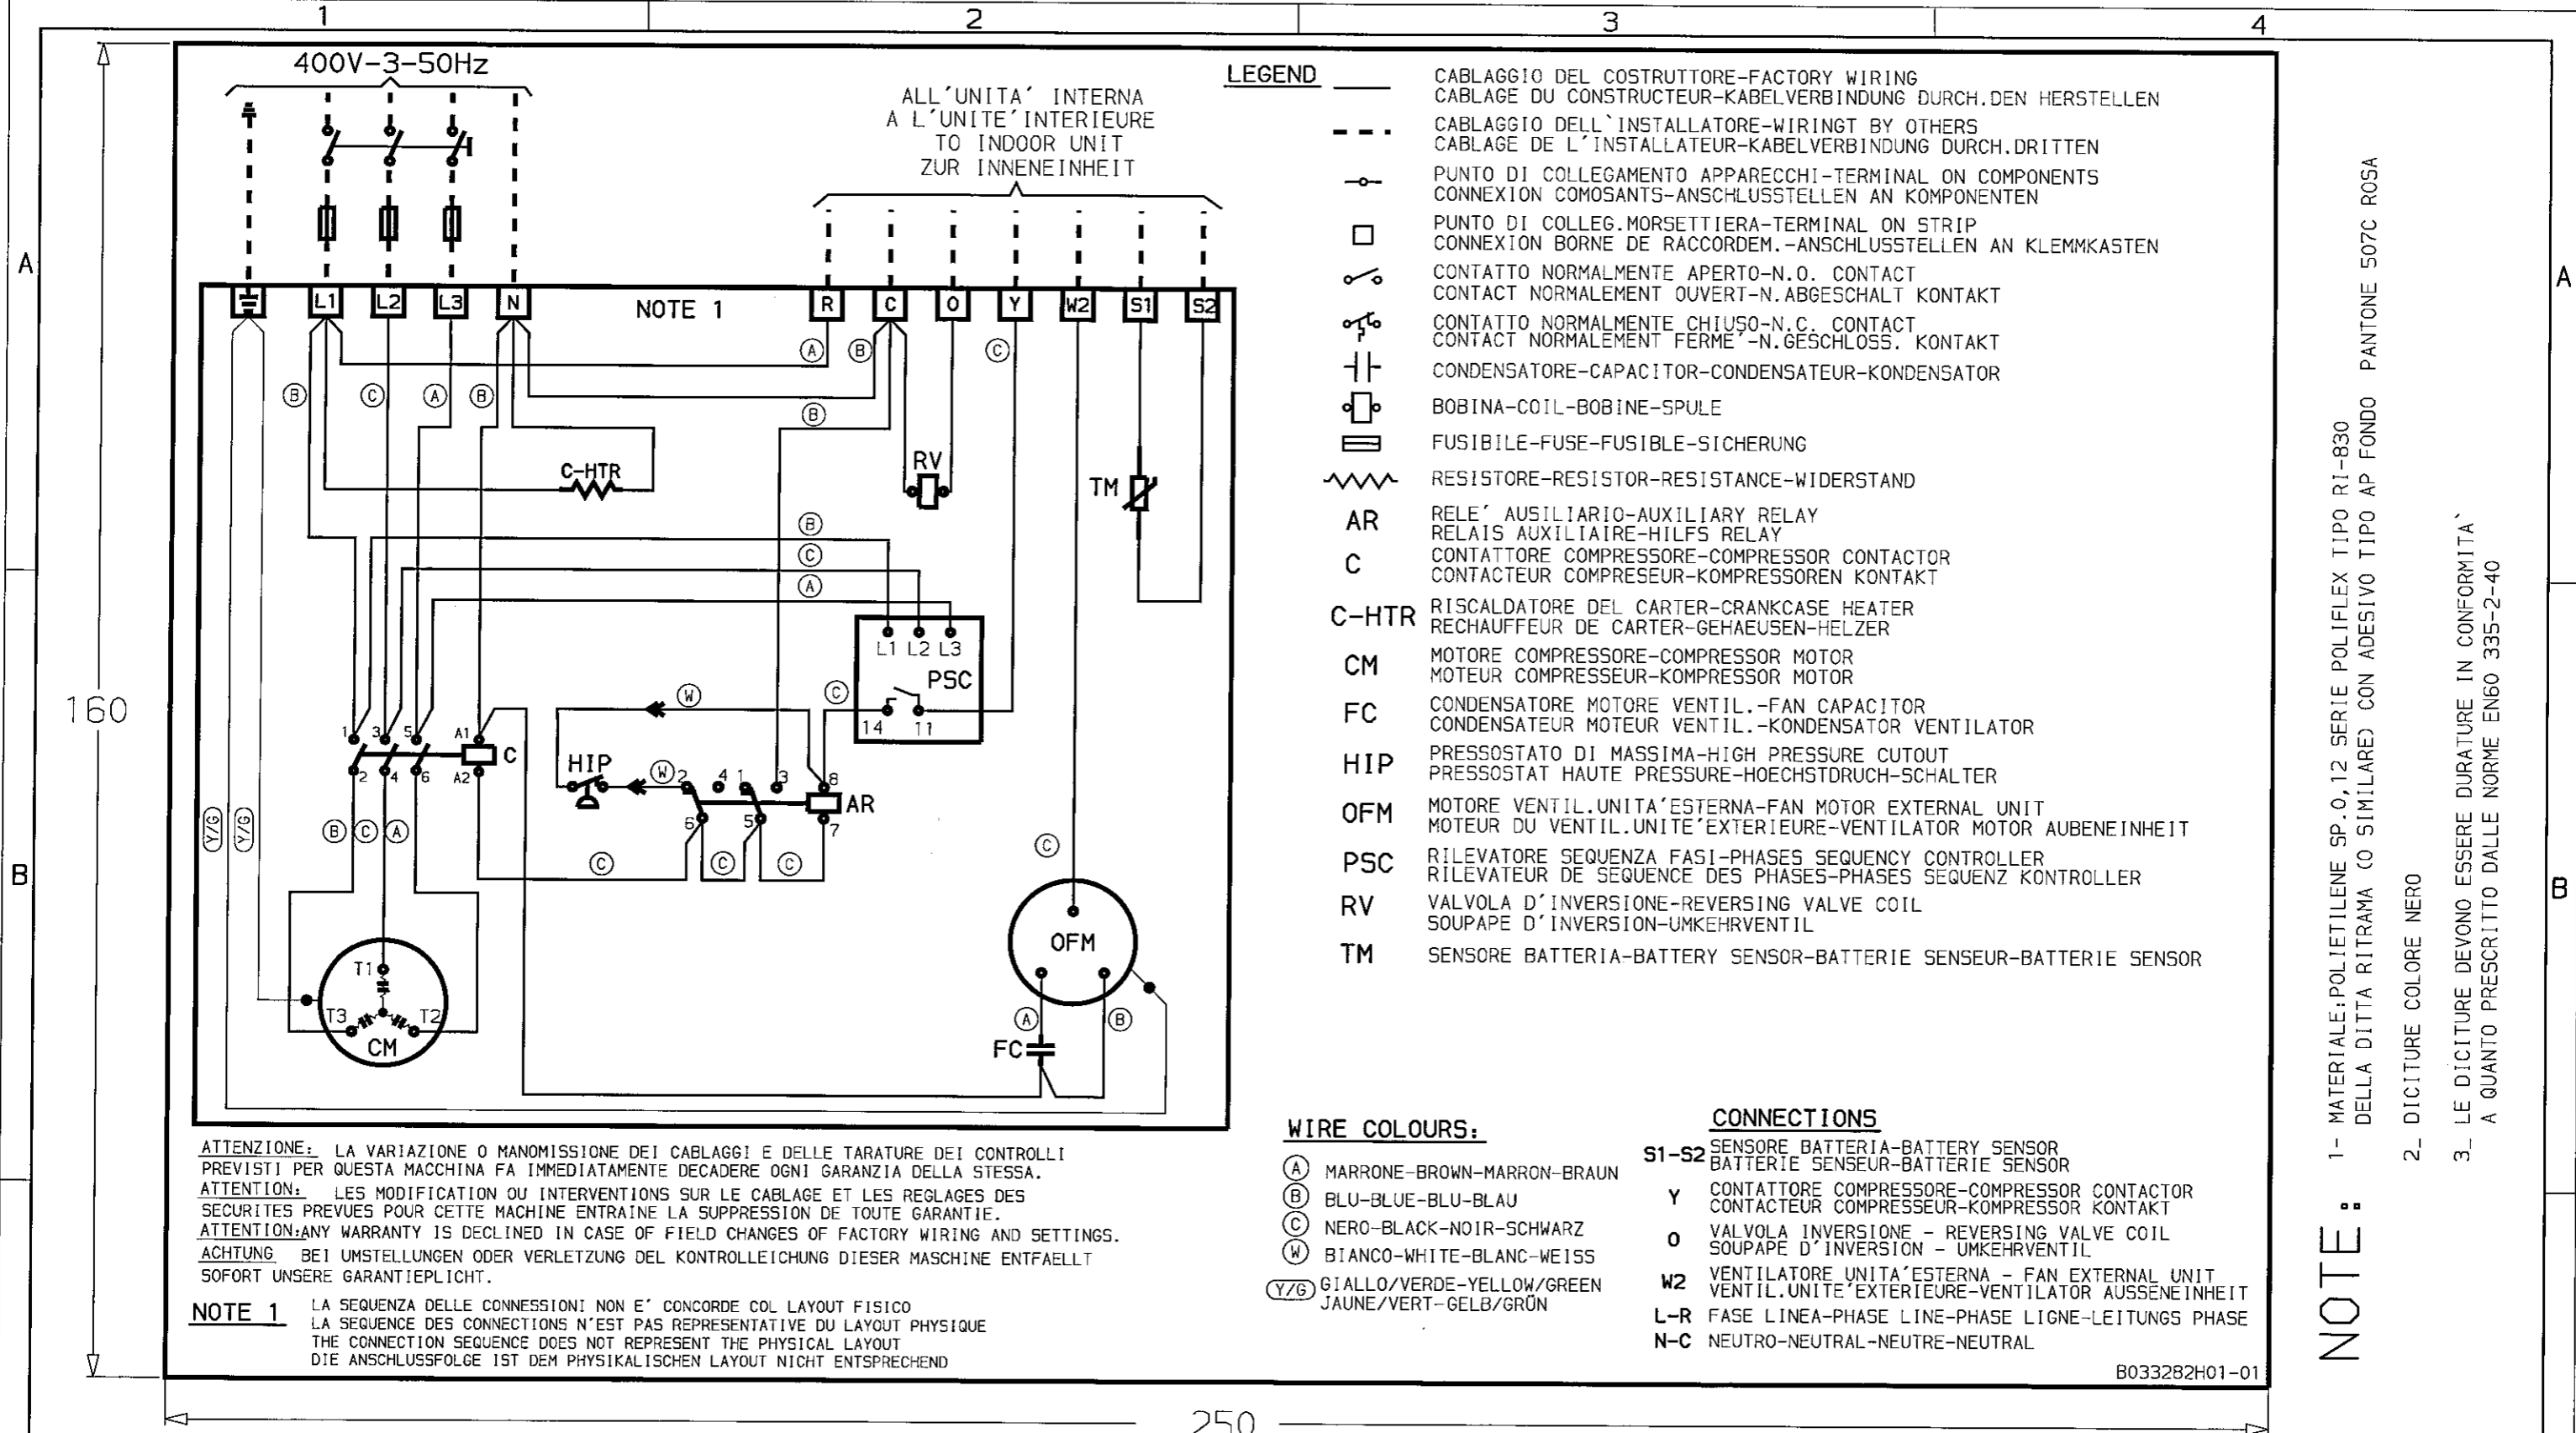 1 2 3 4
A
B
A
B
160
250
400V-3-50Hz
ALL'UNITA' INTERNA
A L'UNITE'INTERIEURE
TO INDOOR UNIT
ZUR INNENEINHEIT
L1 L2 L3 N NOTE 1 R C O Y W2 S1 S2
A B C
B C A B
B
C-HTR
RV
TM
B
C
A
L1 L2 L3
PSC
14 11
W
C
1 3 5 A1
2 4 6 A2
C
HIP
W
2 4 1 3 8
AR
6 5 7
Y/G Y/G
B C A
C C C
C
OFM
A B
FC
T1
T3 T2
CM
LEGEND
CABLAGGIO DEL COSTRUTTORE-FACTORY WIRING
CABLAGE DU CONSTRUCTEUR-KABELVERBINDUNG DURCH.DEN HERSTELLEN
CABLAGGIO DELL`INSTALLATORE-WIRINGT BY OTHERS
CABLAGE DE L'INSTALLATEUR-KABELVERBINDUNG DURCH.DRITTEN
PUNTO DI COLLEGAMENTO APPARECCHI-TERMINAL ON COMPONENTS
CONNEXION COMOSANTS-ANSCHLUSSTELLEN AN KOMPONENTEN
PUNTO DI COLLEG.MORSETTIERA-TERMINAL ON STRIP
CONNEXION BORNE DE RACCORDEM.-ANSCHLUSSTELLEN AN KLEMMKASTEN
CONTATTO NORMALMENTE APERTO-N.O. CONTACT
CONTACT NORMALEMENT OUVERT-N.ABGESCHALT KONTAKT
CONTATTO NORMALMENTE CHIUSO-N.C. CONTACT
CONTACT NORMALEMENT FERME'-N.GESCHLOSS. KONTAKT
CONDENSATORE-CAPACITOR-CONDENSATEUR-KONDENSATOR
BOBINA-COIL-BOBINE-SPULE
FUSIBILE-FUSE-FUSIBLE-SICHERUNG
RESISTORE-RESISTOR-RESISTANCE-WIDERSTAND
AR RELE' AUSILIARIO-AUXILIARY RELAY
RELAIS AUXILIAIRE-HILFS RELAY
C CONTATTORE COMPRESSORE-COMPRESSOR CONTACTOR
CONTACTEUR COMPRESEUR-KOMPRESSOREN KONTAKT
C-HTR RISCALDATORE DEL CARTER-CRANKCASE HEATER
RECHAUFFEUR DE CARTER-GEHAEUSEN-HELZER
CM MOTORE COMPRESSORE-COMPRESSOR MOTOR
MOTEUR COMPRESSEUR-KOMPRESSOR MOTOR
FC CONDENSATORE MOTORE VENTIL.-FAN CAPACITOR
CONDENSATEUR MOTEUR VENTIL.-KONDENSATOR VENTILATOR
HIP PRESSOSTATO DI MASSIMA-HIGH PRESSURE CUTOUT
PRESSOSTAT HAUTE PRESSURE-HOECHSTDRUCH-SCHALTER
OFM MOTORE VENTIL.UNITA'ESTERNA-FAN MOTOR EXTERNAL UNIT
MOTEUR DU VENTIL.UNITE'EXTERIEURE-VENTILATOR MOTOR AUBENEINHEIT
PSC RILEVATORE SEQUENZA FASI-PHASES SEQUENCY CONTROLLER
RILEVATEUR DE SEQUENCE DES PHASES-PHASES SEQUENZ KONTROLLER
RV VALVOLA D'INVERSIONE-REVERSING VALVE COIL
SOUPAPE D'INVERSION-UMKEHRVENTIL
TM SENSORE BATTERIA-BATTERY SENSOR-BATTERIE SENSEUR-BATTERIE SENSOR
WIRE COLOURS:
A MARRONE-BROWN-MARRON-BRAUN
B BLU-BLUE-BLU-BLAU
C NERO-BLACK-NOIR-SCHWARZ
W BIANCO-WHITE-BLANC-WEISS
Y/G GIALLO/VERDE-YELLOW/GREEN
JAUNE/VERT-GELB/GRÜN
CONNECTIONS
S1-S2 SENSORE BATTERIA-BATTERY SENSOR
BATTERIE SENSEUR-BATTERIE SENSOR
Y CONTATTORE COMPRESSORE-COMPRESSOR CONTACTOR
CONTACTEUR COMPRESSEUR-KOMPRESSOR KONTAKT
O VALVOLA INVERSIONE - REVERSING VALVE COIL
SOUPAPE D'INVERSION - UMKEHRVENTIL
W2 VENTILATORE UNITA'ESTERNA - FAN EXTERNAL UNIT
VENTIL.UNITE'EXTERIEURE-VENTILATOR AUSSENEINHEIT
L-R FASE LINEA-PHASE LINE-PHASE LIGNE-LEITUNGS PHASE
N-C NEUTRO-NEUTRAL-NEUTRE-NEUTRAL
B033282H01-01
ATTENZIONE: LA VARIAZIONE O MANOMISSIONE DEI CABLAGGI E DELLE TARATURE DEI CONTROLLI
PREVISTI PER QUESTA MACCHINA FA IMMEDIATAMENTE DECADERE OGNI GARANZIA DELLA STESSA.
ATTENTION: LES MODIFICATION OU INTERVENTIONS SUR LE CABLAGE ET LES REGLAGES DES
SECURITES PREVUES POUR CETTE MACHINE ENTRAINE LA SUPPRESSION DE TOUTE GARANTIE.
ATTENTION:ANY WARRANTY IS DECLINED IN CASE OF FIELD CHANGES OF FACTORY WIRING AND SETTINGS.
ACHTUNG BEI UMSTELLUNGEN ODER VERLETZUNG DEL KONTROLLEICHUNG DIESER MASCHINE ENTFAELLT
SOFORT UNSERE GARANTIEPLICHT.
NOTE 1 LA SEQUENZA DELLE CONNESSIONI NON E' CONCORDE COL LAYOUT FISICO
LA SEQUENCE DES CONNECTIONS N'EST PAS REPRESENTATIVE DU LAYOUT PHYSIQUE
THE CONNECTION SEQUENCE DOES NOT REPRESENT THE PHYSICAL LAYOUT
DIE ANSCHLUSSFOLGE IST DEM PHYSIKALISCHEN LAYOUT NICHT ENTSPRECHEND
NOTE:
1- MATERIALE:POLIETILENE SP.0,12 SERIE POLIFLEX TIPO RI-830
DELLA DITTA RITRAMA (O SIMILARE) CON ADESIVO TIPO AP FONDO PANTONE 507C ROSA
2_ DICITURE COLORE NERO
3_ LE DICITURE DEVONO ESSERE DURATURE IN CONFORMITA`
A QUANTO PRESCRITTO DALLE NORME EN60 335-2-40